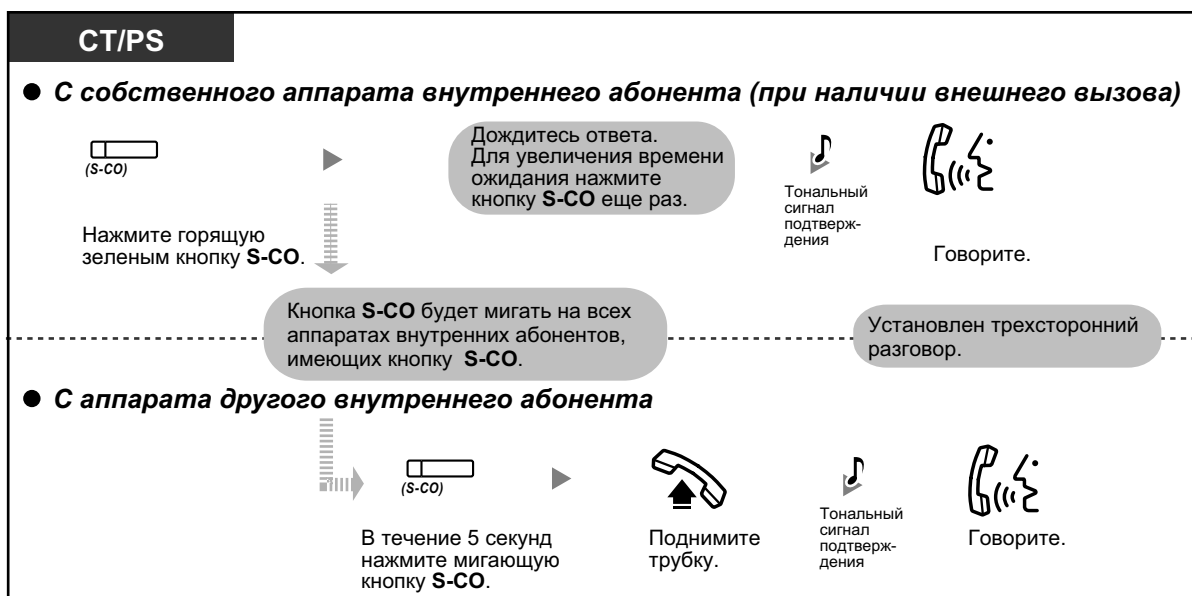 CT/PS
● С собственного аппарата внутреннего абонента (при наличии внешнего вызова)
(S-CO)
Нажмите горящую
зеленым кнопку S-CO.
Дождитесь ответа.
Для увеличения времени
ожидания нажмите
кнопку S-CO еще раз.
Тональный
сигнал
подтверж-
дения
Говорите.
Кнопка S-CO будет мигать на всех
аппаратах внутренних абонентов,
имеющих кнопку S-CO.
Установлен трехсторонний
разговор.
● С аппарата другого внутреннего абонента
(S-CO)
В течение 5 секунд
нажмите мигающую
кнопку S-CO.
Поднимите
трубку.
Тональный
сигнал
подтверж-
дения
Говорите.